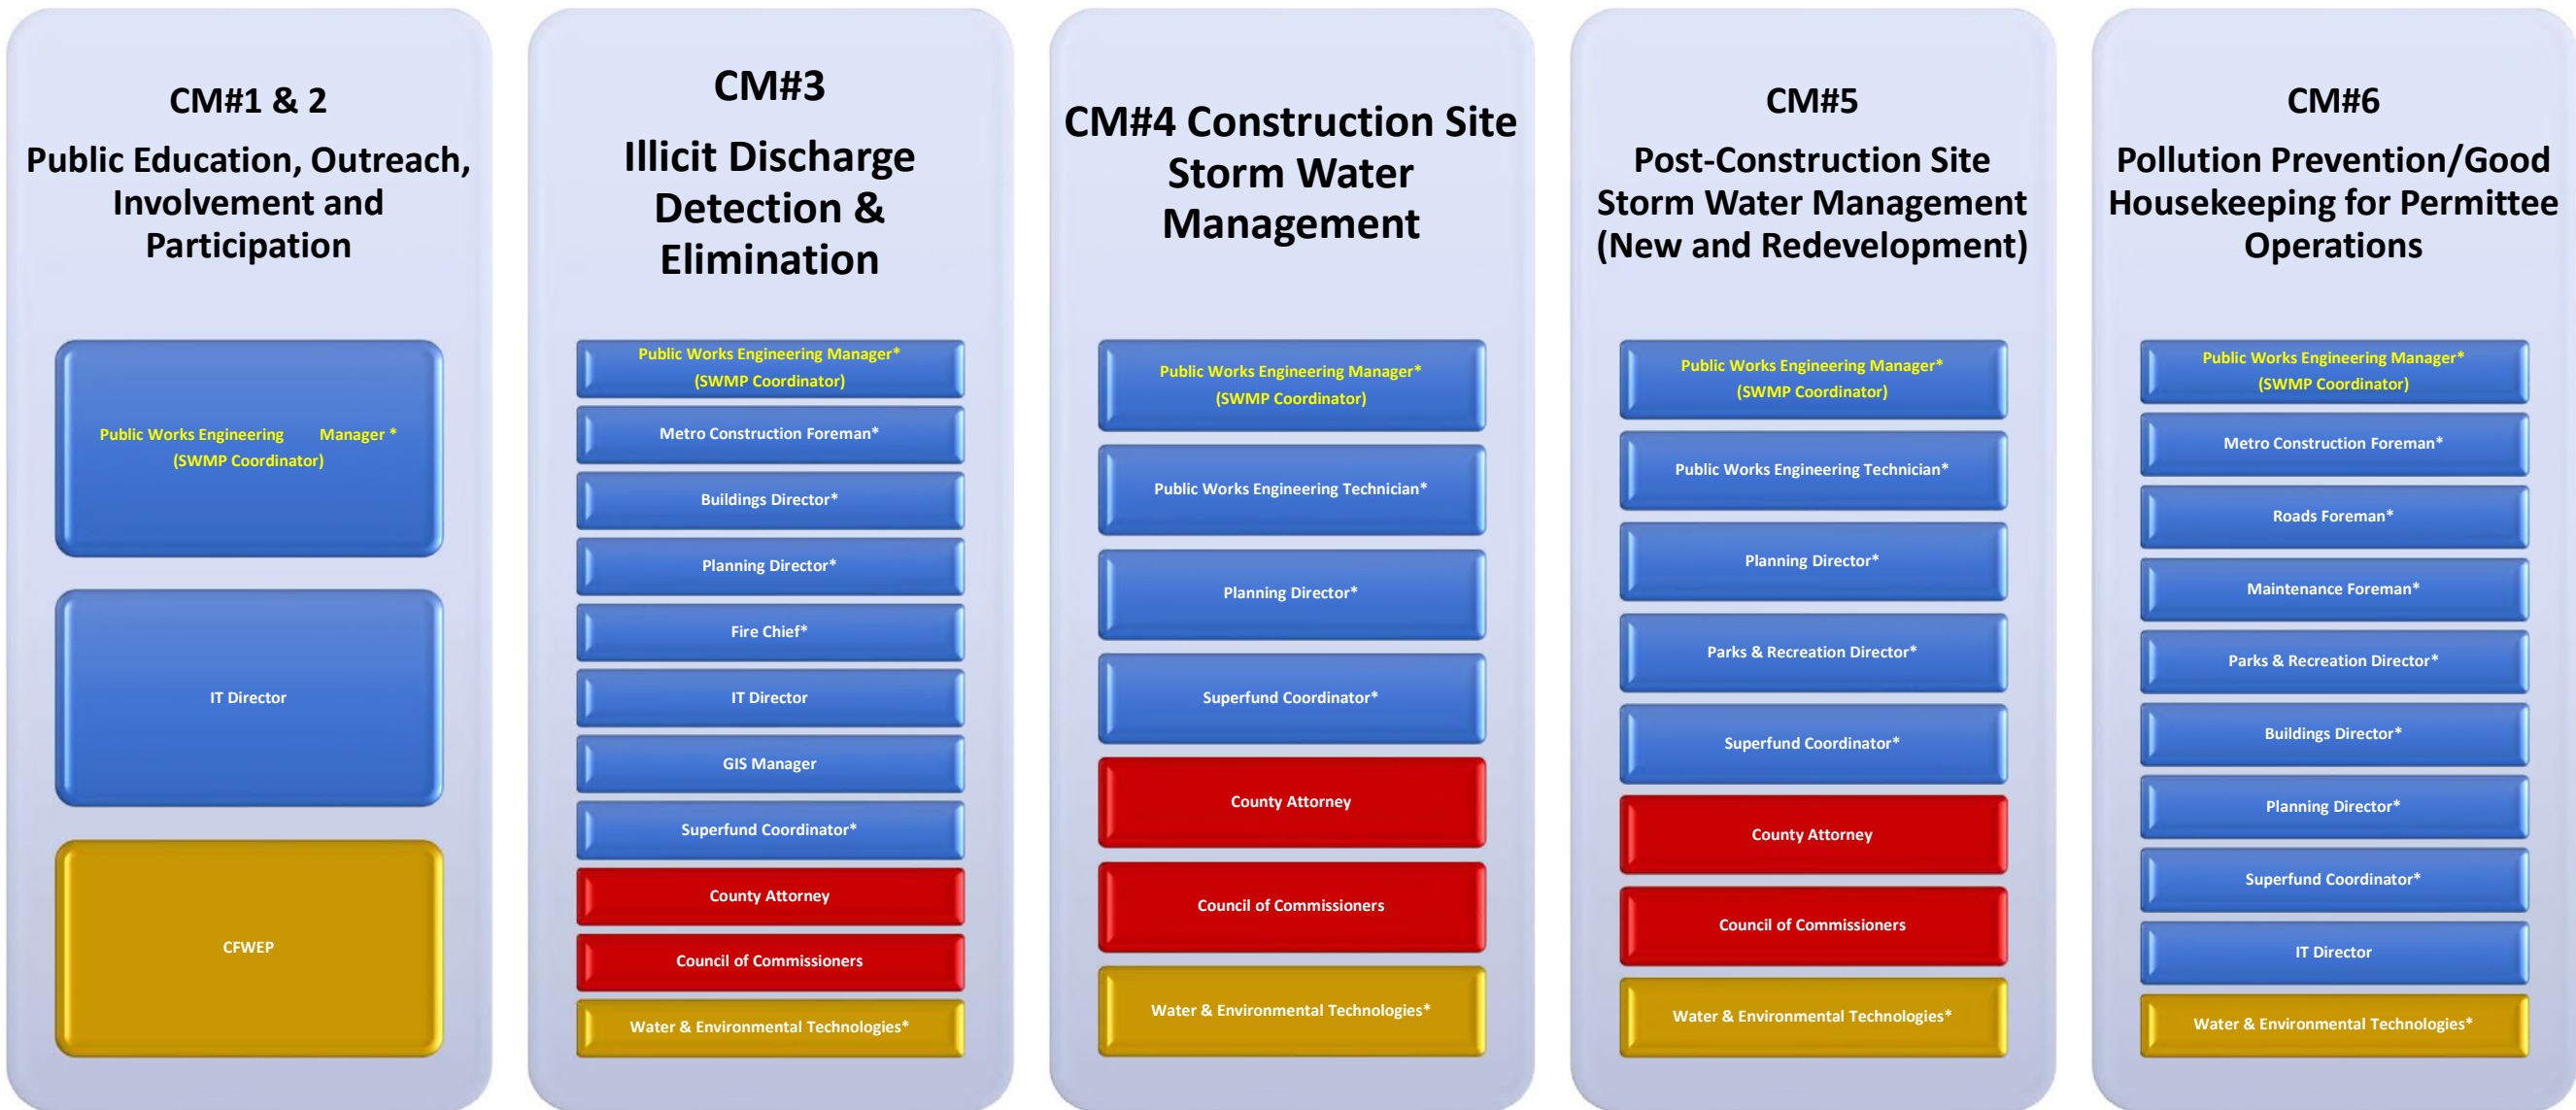 CM#1 & 2
Public Education, Outreach,
Involvement and
Participation
Public Works Engineering Manager *
(SWMP Coordinator)
IT Director
CFWEP
CM#3
Illicit Discharge
Detection &
Elimination
Public Works Engineering Manager*
(SWMP Coordinator)
Metro Construction Foreman*
Buildings Director*
Planning Director*
Fire Chief*
IT Director
GIS Manager
Superfund Coordinator*
County Attorney
Council of Commissioners
Water & Environmental Technologies*
CM#4 Construction Site
Storm Water
Management
Public Works Engineering Manager*
(SWMP Coordinator)
Public Works Engineering Technician*
Planning Director*
Superfund Coordinator*
County Attorney
Council of Commissioners
Water & Environmental Technologies*
CM#5
Post-Construction Site
Storm Water Management
(New and Redevelopment)
Public Works Engineering Manager*
(SWMP Coordinator)
Public Works Engineering Technician*
Planning Director*
Parks & Recreation Director*
Superfund Coordinator*
County Attorney
Council of Commissioners
Water & Environmental Technologies*
CM#6
Pollution Prevention/Good
Housekeeping for Permittee
Operations
Public Works Engineering Manager*
(SWMP Coordinator)
Metro Construction Foreman*
Roads Foreman*
Maintenance Foreman*
Parks & Recreation Director*
Buildings Director*
Planning Director*
Superfund Coordinator*
IT Director
Water & Environmental Technologies*